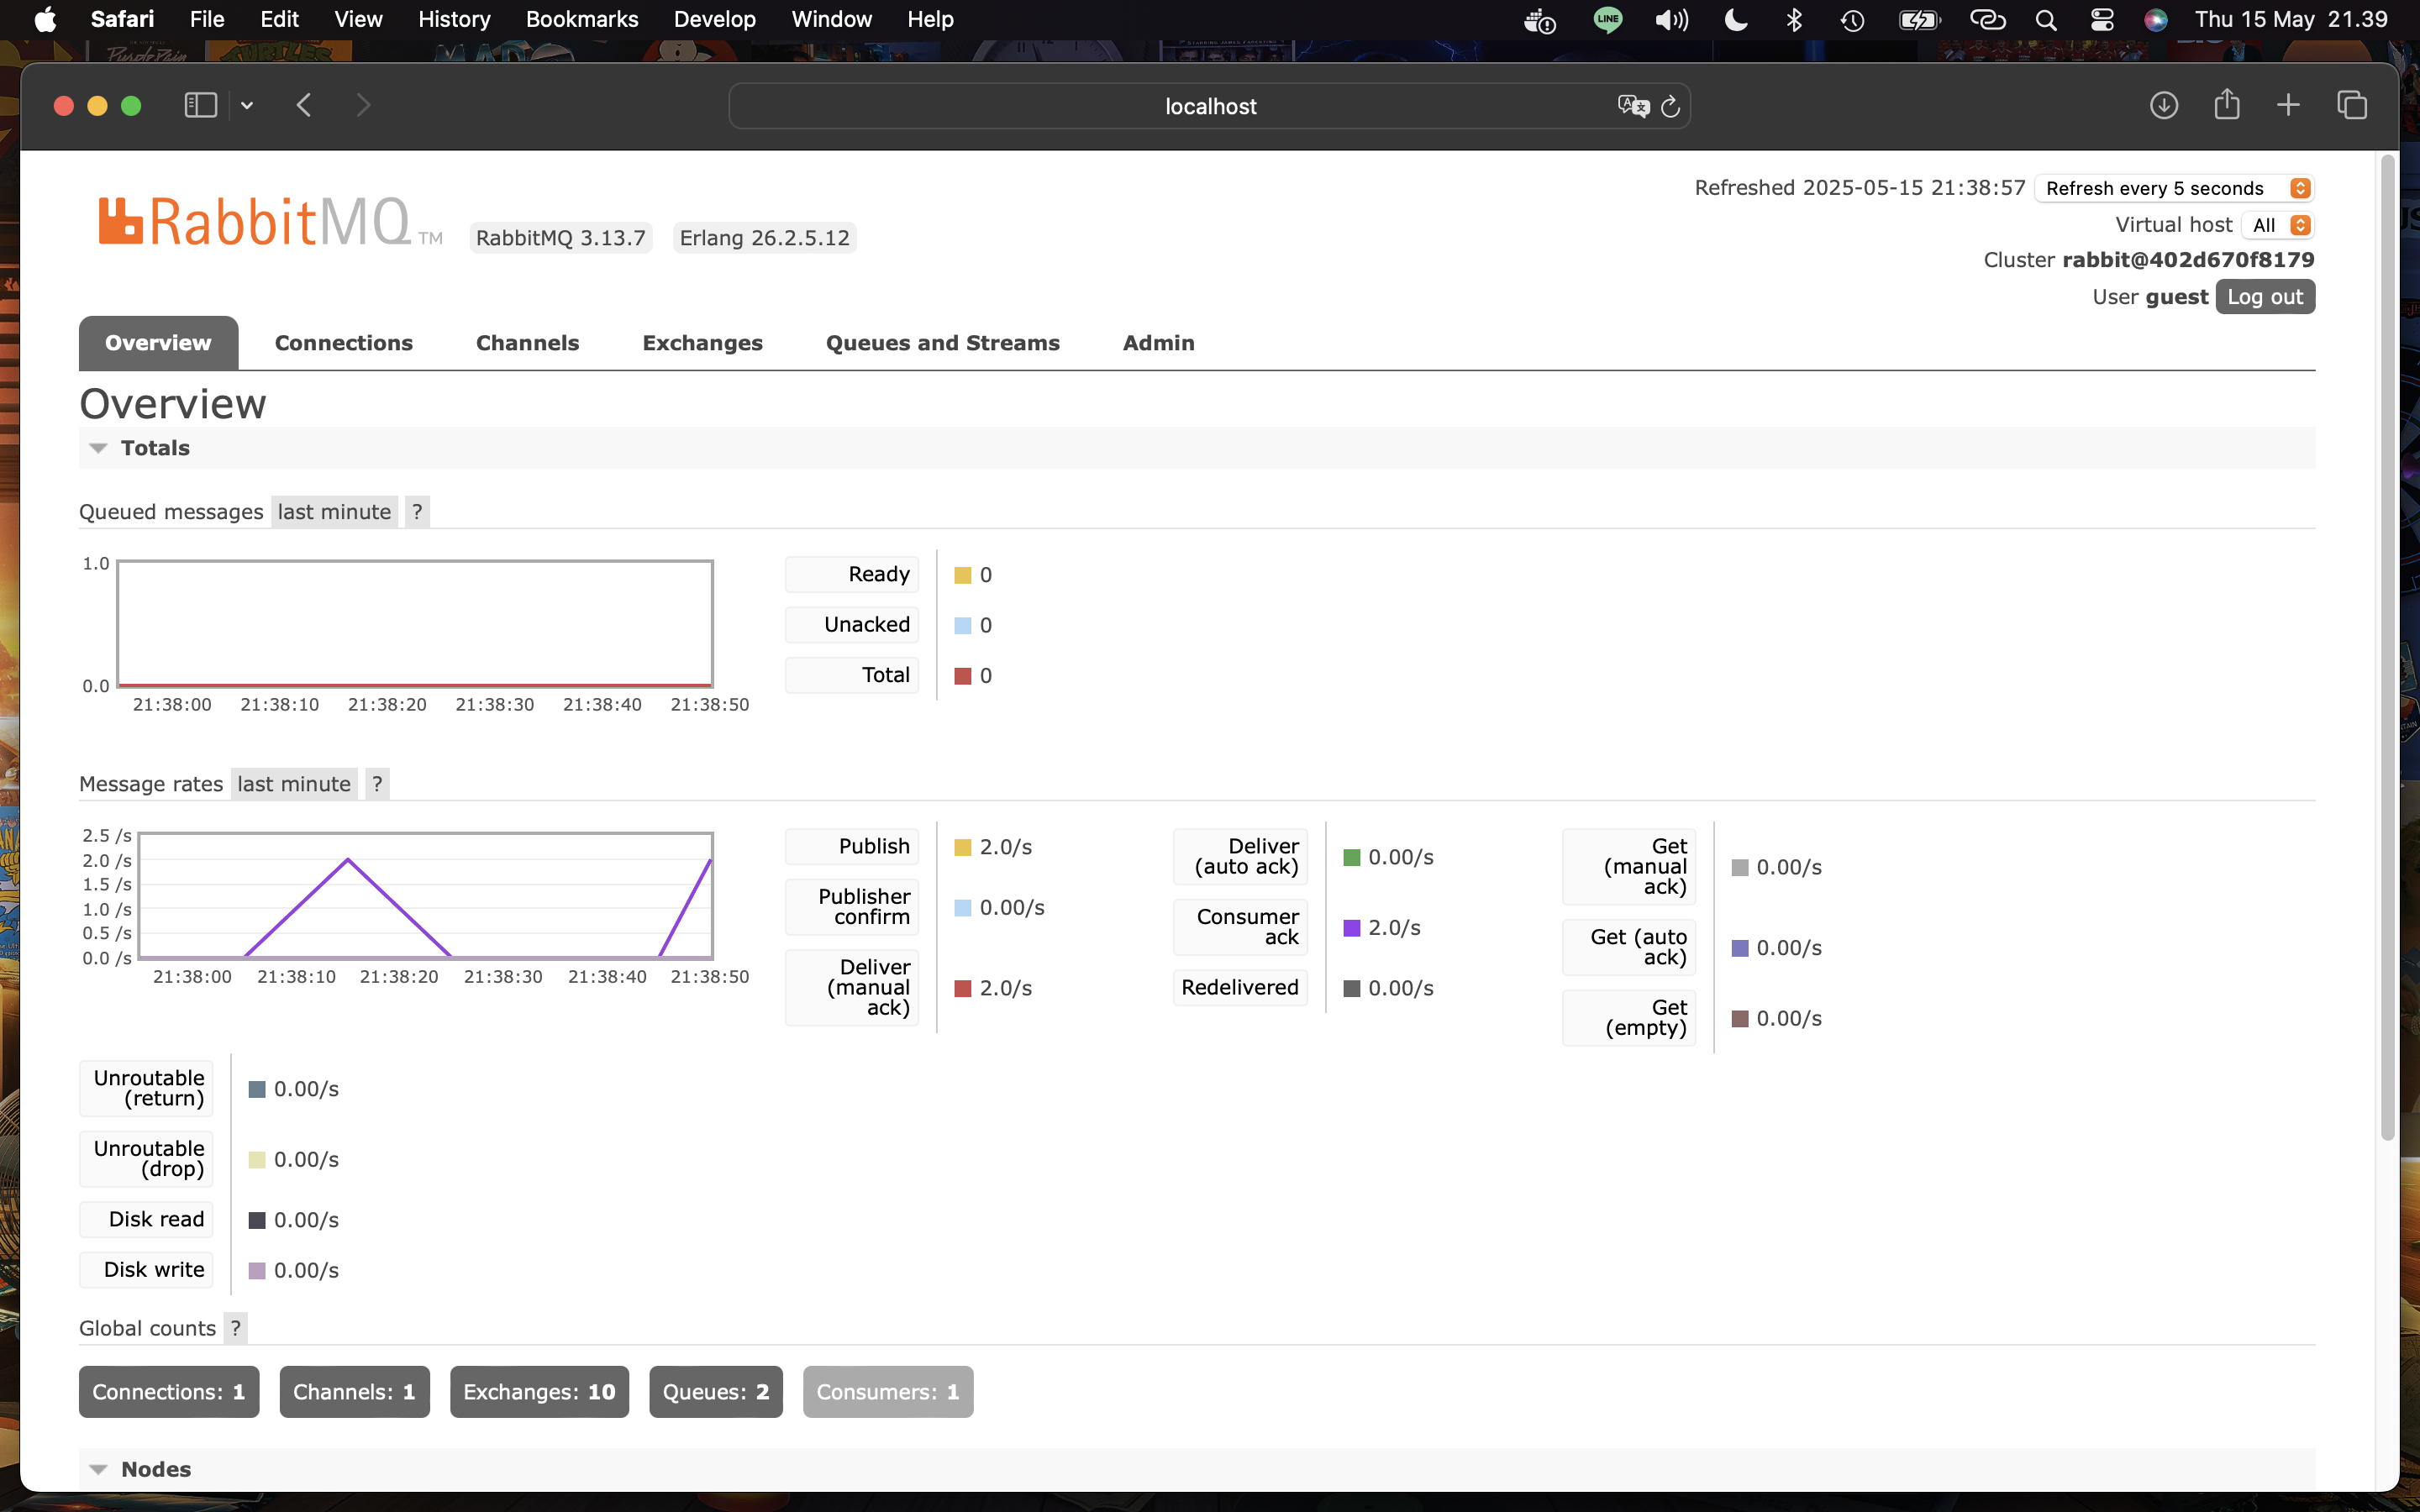 Safari File Edit View History Bookmarks Develop Window Help LINE Thu 15 May 21.39
localhost
Refreshed 2025-05-15 21:38:57 Refresh every 5 seconds
Virtual host All
RabbitMQ TM RabbitMQ 3.13.7 Erlang 26.2.5.12
Cluster rabbit@402d670f8179
User guest Log out
Overview Connections Channels Exchanges Queues and Streams Admin
Overview
Totals
Queued messages last minute ?
1.0
0.0
21:38:00 21:38:10 21:38:20 21:38:30 21:38:40 21:38:50
Ready 0
Unacked 0
Total 0
Message rates last minute ?
2.5 /s
2.0 /s
1.5 /s
1.0 /s
0.5 /s
0.0 /s
21:38:00 21:38:10 21:38:20 21:38:30 21:38:40 21:38:50
Publish 2.0/s
Publisher
confirm 0.00/s
Deliver
(manual
ack) 2.0/s
Deliver
(auto ack) 0.00/s
Consumer
ack 2.0/s
Redelivered 0.00/s
Get
(manual
ack) 0.00/s
Get (auto
ack) 0.00/s
Get
(empty) 0.00/s
Unroutable
(return) 0.00/s
Unroutable
(drop) 0.00/s
Disk read 0.00/s
Disk write 0.00/s
Global counts ?
Connections: 1 Channels: 1 Exchanges: 10 Queues: 2 Consumers: 1
Nodes